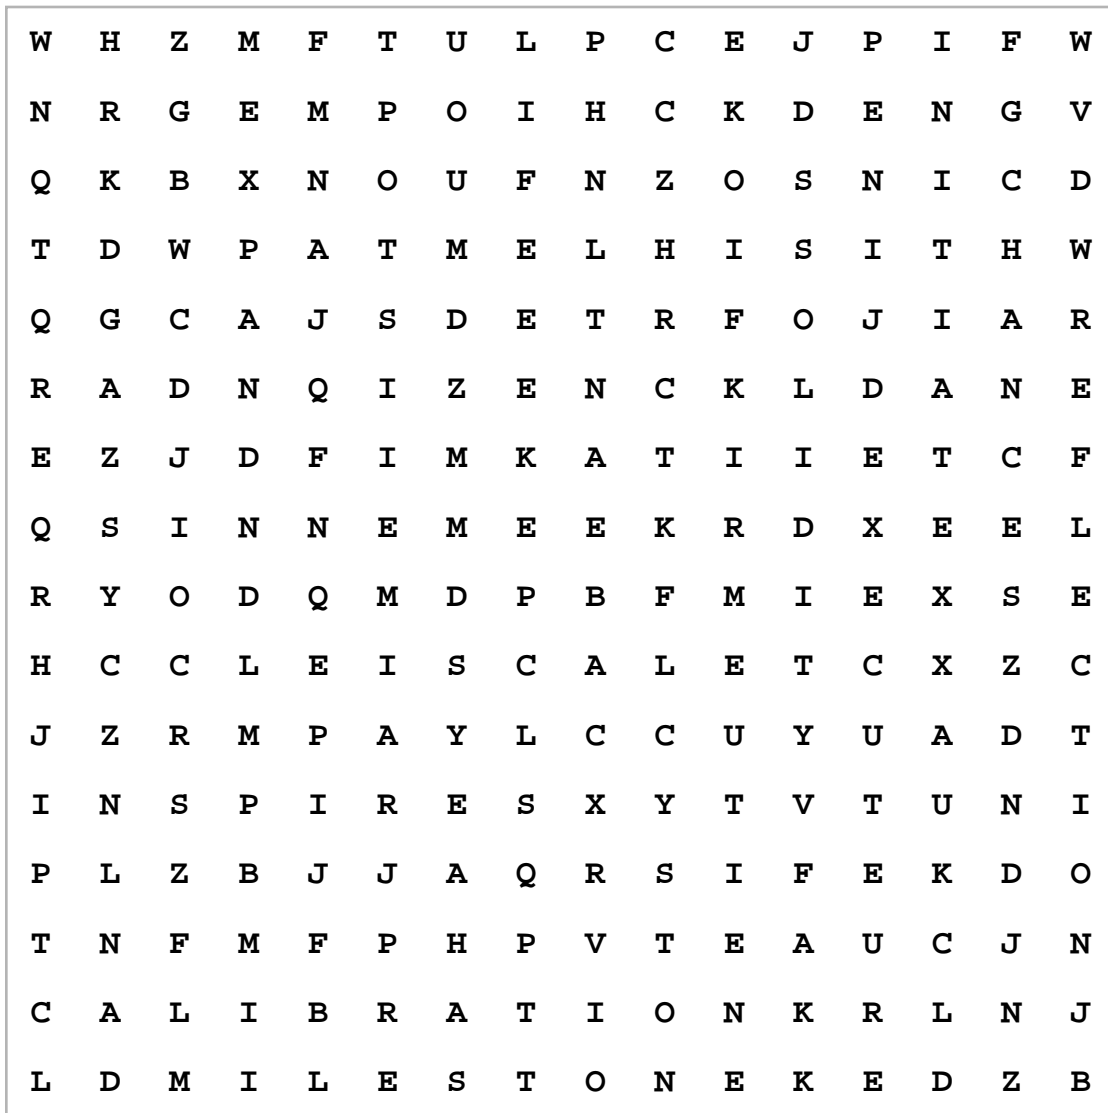 W H Z M F T U L P C E J P I F W
N R G E M P O I H C K D E N G V
Q K B X N O U F N Z O S N I C D
T D W P A T M E L H I S I T H W
Q G C A J S D E T R F O J I A R
R A D N Q I Z E N C K L D A N E
E Z J D F I M K A T I I E T C F
Q S I N N E M E E K R D X E E L
R Y O D Q M D P B F M I E X S E
H C C L E I S C A L E T C X Z C
J Z R M P A Y L C C U Y U A D T
I N S P I R E S X Y T V T U N I
P L Z B J J A Q R S I F E K D O
T N F M F P H P V T E A U C J N
C A L I B R A T I O N K R L N J
L D M I L E S T O N E K E D Z B